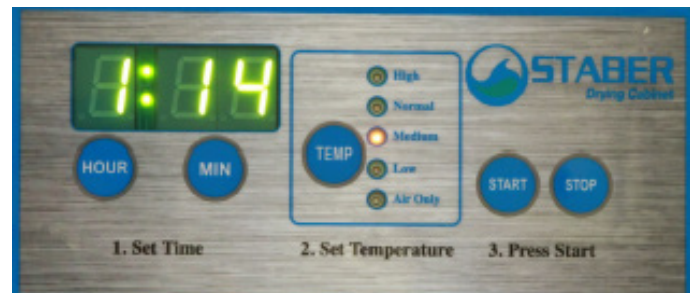 1:14
HOUR
MIN
1. Set Time
TEMP
High
Normal
Medium
Low
Air Only
2. Set Temperature
STABER
Drying Cabinet
START
STOP
3. Press Start